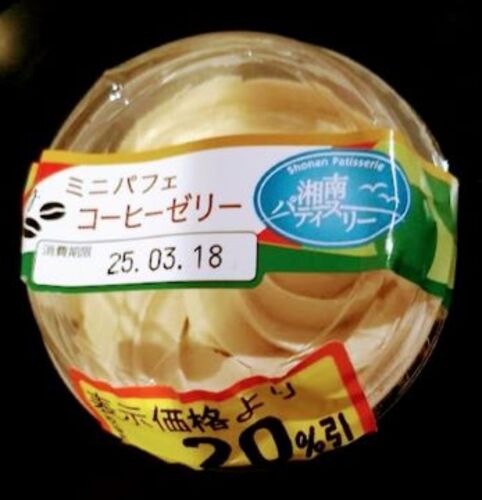 ミニパフェ
コーヒーゼリー
Shonan Patisserie
湘南
パティスリー
消費期限
25.03.18
表示価格より
20%引